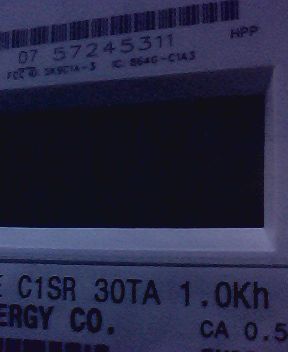 HPP
07 57245311
FCC ID: SK9C1A-3 IC: 864G-C1A3
C1SR 30TA 1.0Kh
ERGY CO.
CA 0.5